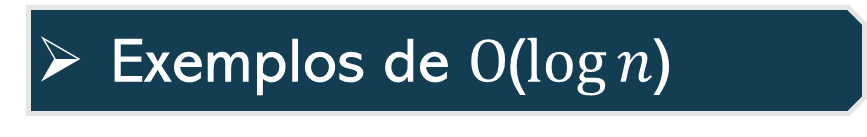 ➢ Exemplos de O(log n)